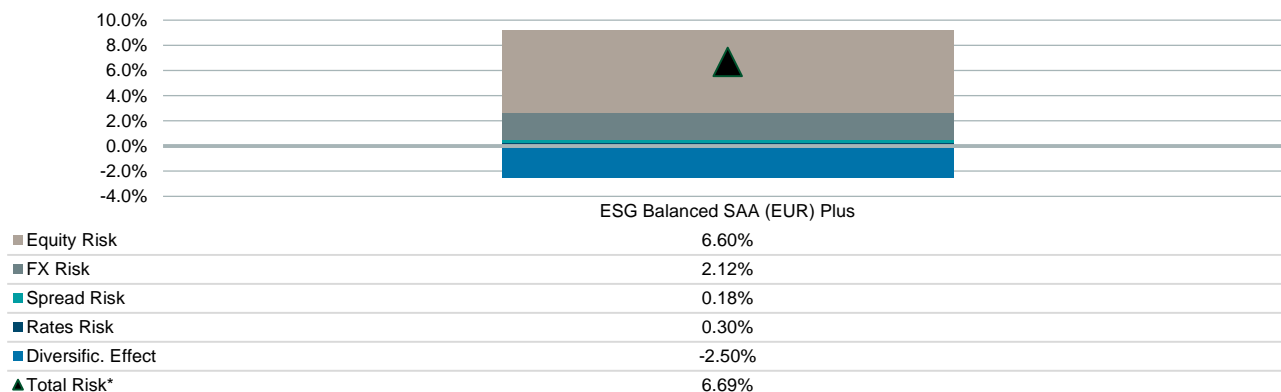 10.0%
8.0%
6.0%
4.0%
2.0%
0.0%
-2.0%
-4.0%
ESG Balanced SAA (EUR) Plus
Equity Risk 6.60%
FX Risk 2.12%
Spread Risk 0.18%
Rates Risk 0.30%
Diversific. Effect -2.50%
Total Risk* 6.69%